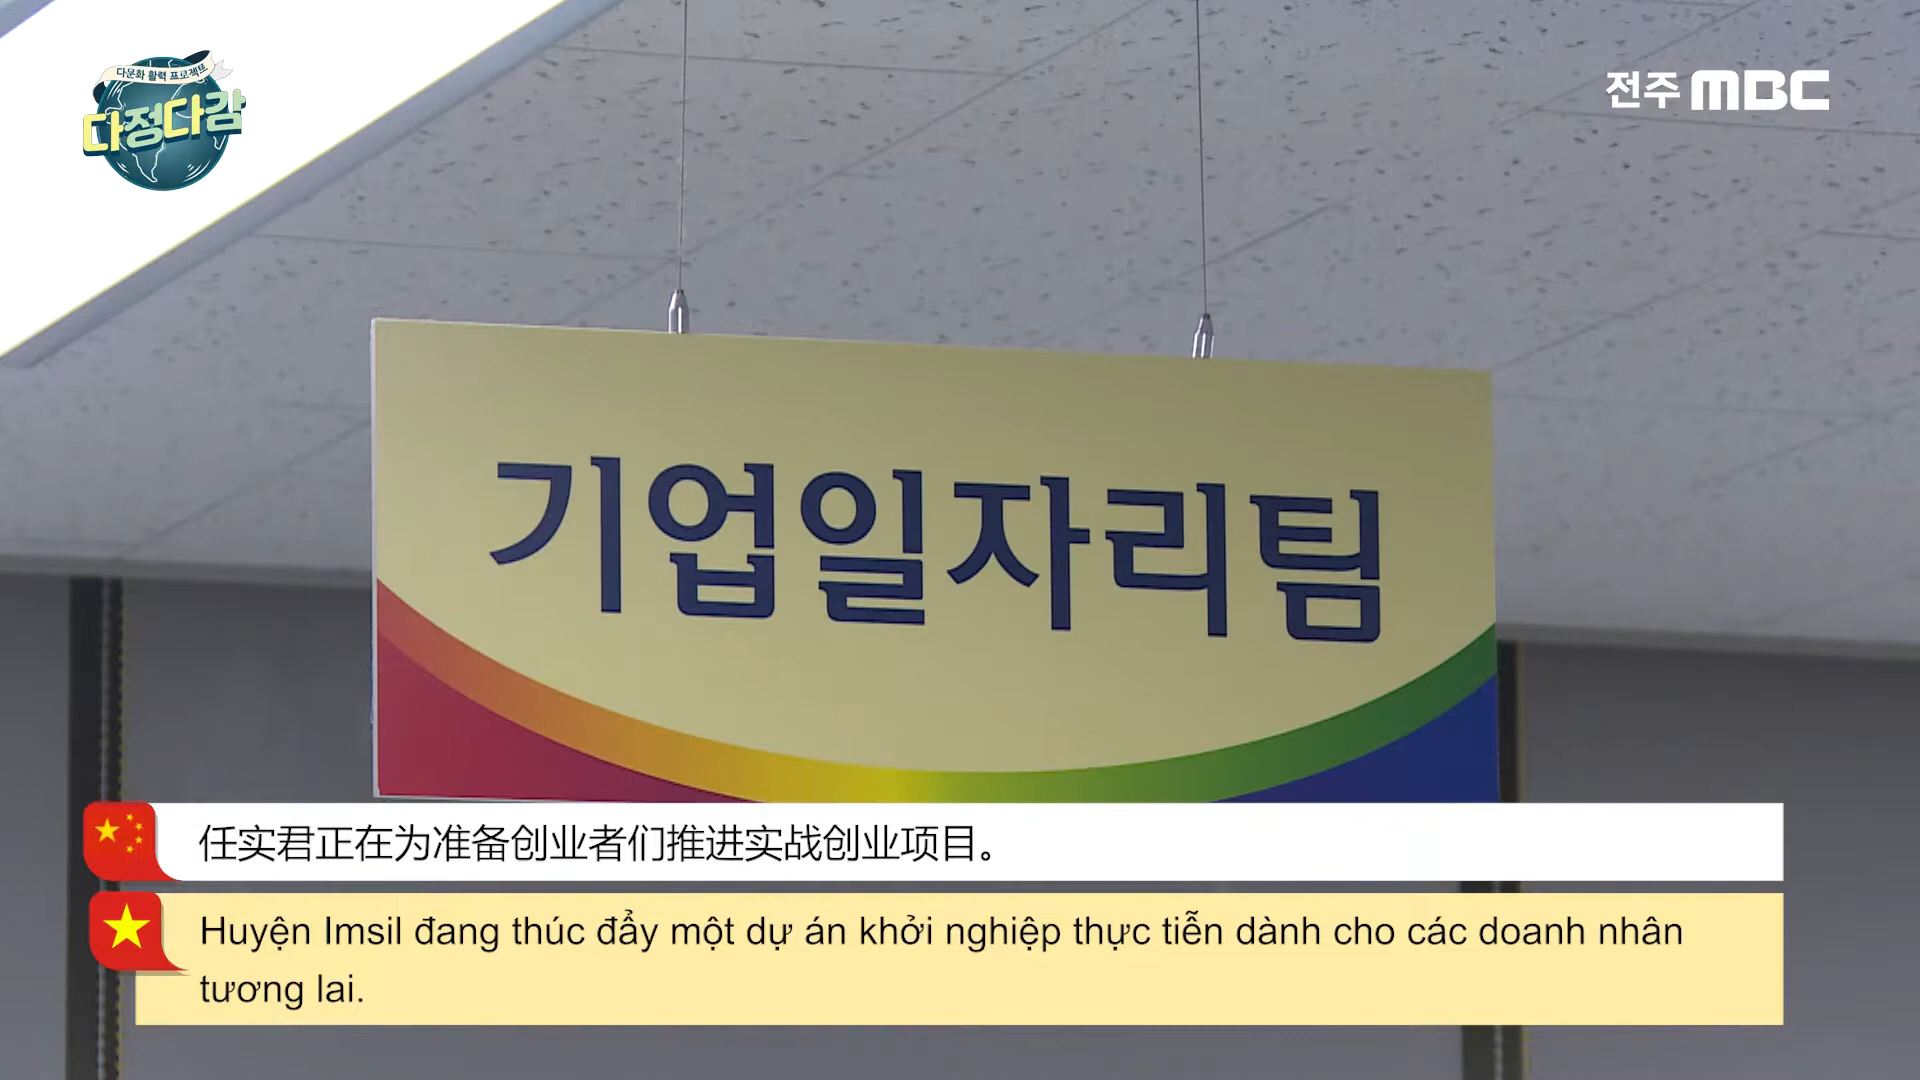 다문화 활력 프로젝트
다정다감
전주 MBC
기업일자리팀
任实君正在为准备创业者们推进实战创业项目。
Huyện Imsil đang thúc đẩy một dự án khởi nghiệp thực tiễn dành cho các doanh nhân
tương lai.